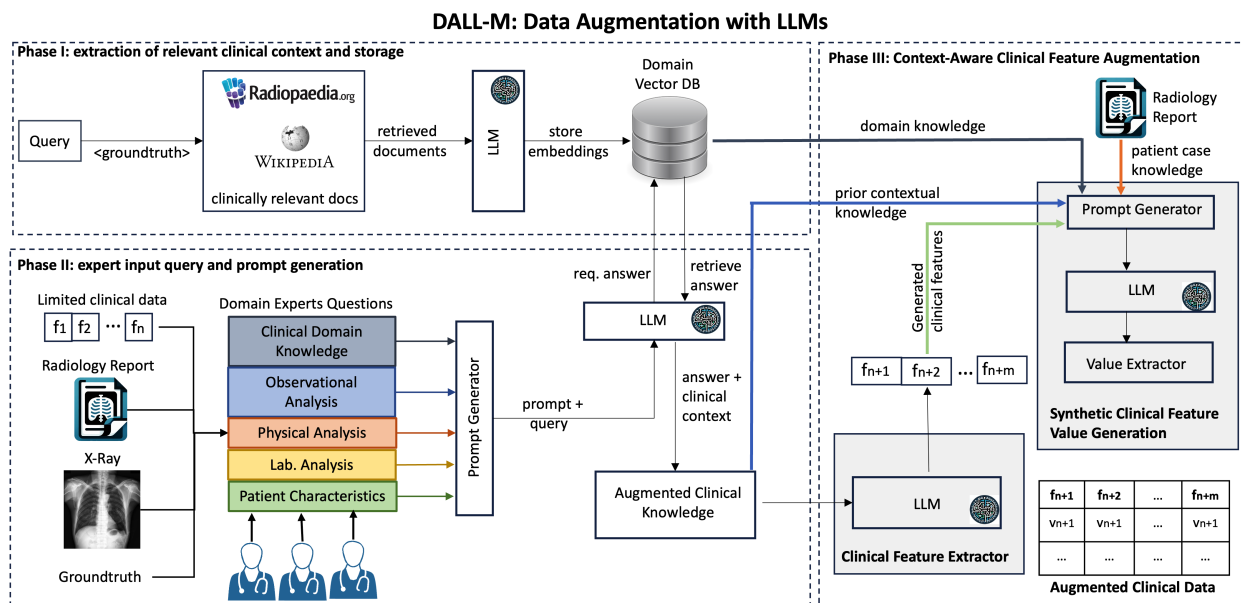 DALL-M: Data Augmentation with LLMs
Phase I: extraction of relevant clinical context and storage
Query
<groundtruth>
Radiopaedia.org
WIKIPEDIA
clinically relevant docs
retrieved
documents
LLM
store
embeddings
Domain
Vector DB
Phase II: expert input query and prompt generation
Limited clinical data
f1 f2 ... fn
Radiology Report
X-Ray
Groundtruth
Domain Experts Questions
Clinical Domain
Knowledge
Observational
Analysis
Physical Analysis
Lab. Analysis
Patient Characteristics
Prompt Generator
prompt +
query
req. answer
retrieve
answer
LLM
answer +
clinical
context
Augmented Clinical
Knowledge
Phase III: Context-Aware Clinical Feature Augmentation
Radiology
Report
domain knowledge
patient case
knowledge
prior contextual
knowledge
Generated
clinical features
Prompt Generator
LLM
Value Extractor
Synthetic Clinical Feature
Value Generation
fn+1 fn+2 ... fn+m
LLM
Clinical Feature Extractor
fn+1 fn+2 ... fn+m
vn+1 vn+1 ... vn+1
... ... ...
Augmented Clinical Data